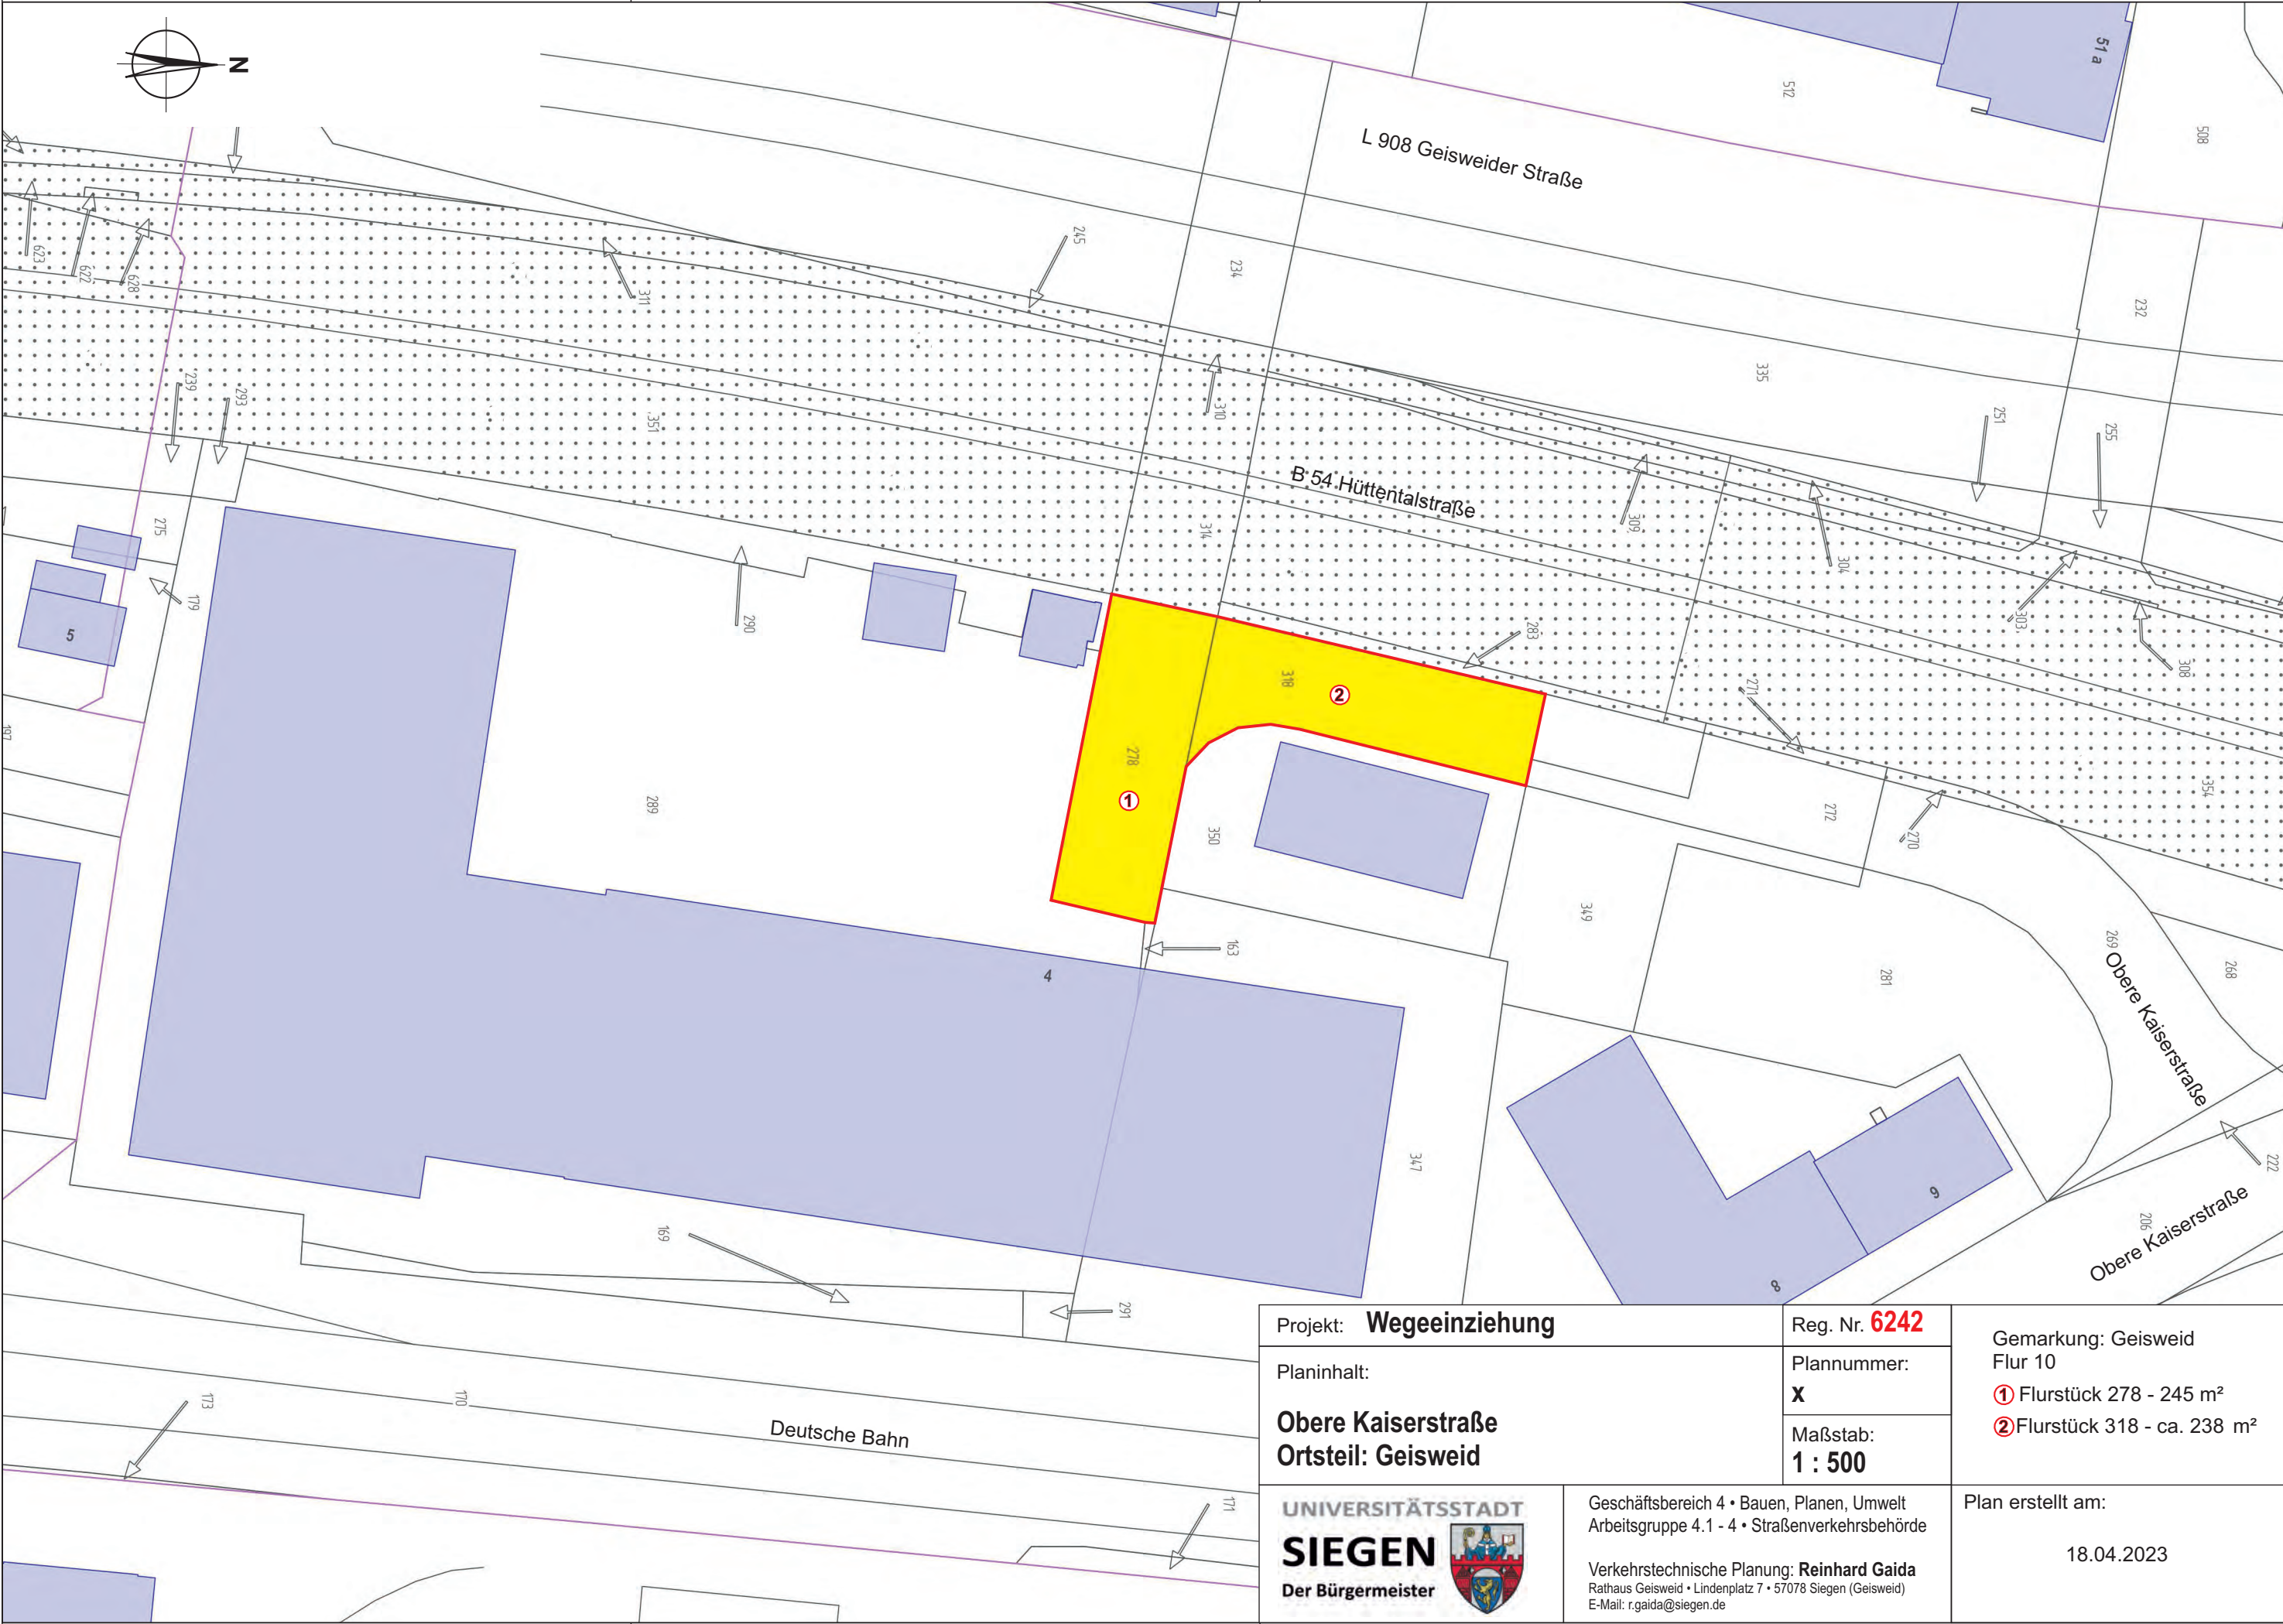 N
51 a
512
508
L 908 Geisweider Straße
245
234
232
623
622
628
311
335
239
293
351
310
251
255
B 54 Hüttentalstraße
309
314
304
275
179
5
290
283
303
308
318
2
271
197
278
1
289
350
272
270
354
349
163
4
281
269 Obere Kaiserstraße
268
347
222
9
206
Obere Kaiserstraße
169
8
291
173
170
Deutsche Bahn
171
Projekt: Wegeeinziehung
Reg. Nr. 6242
Planinhalt:
Obere Kaiserstraße
Ortsteil: Geisweid
Plannummer:
x
Maßstab:
1 : 500
Gemarkung: Geisweid
Flur 10
1 Flurstück 278 - 245 m²
2 Flurstück 318 - ca. 238 m²
UNIVERSITÄTSSTADT
SIEGEN
Der Bürgermeister
Geschäftsbereich 4 • Bauen, Planen, Umwelt
Arbeitsgruppe 4.1 - 4 • Straßenverkehrsbehörde
Verkehrstechnische Planung: Reinhard Gaida
Rathaus Geisweid • Lindenplatz 7 • 57078 Siegen (Geisweid)
E-Mail: r.gaida@siegen.de
Plan erstellt am:
18.04.2023